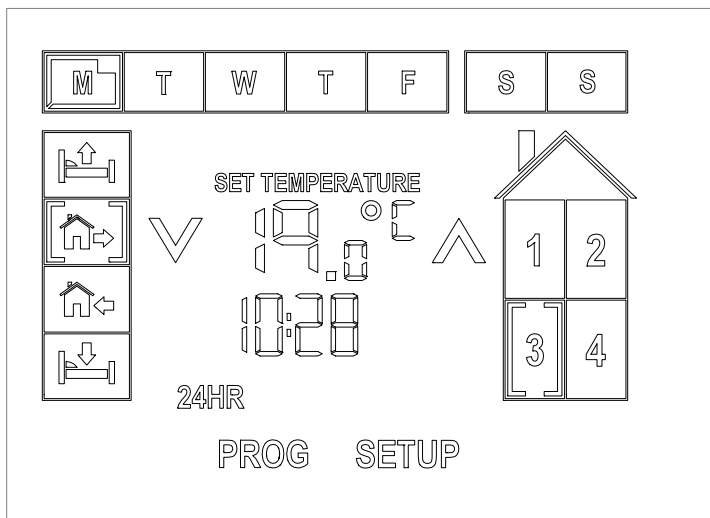 M T W T F S S
SET TEMPERATURE
19.0 °C
1 2
10:28
3 4
24HR
PROG SETUP